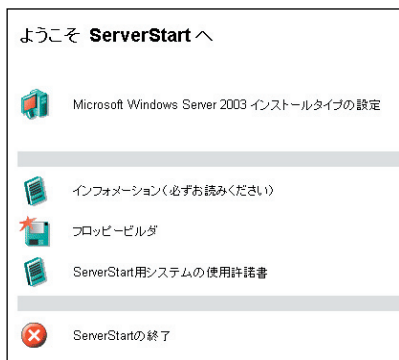 ようこそ ServerStart へ
Microsoft Windows Server 2003 インストールタイプの設定
インフォメーション(必ずお読みください)
フロッピービルダ
ServerStart用システムの使用許諾書
ServerStartの終了